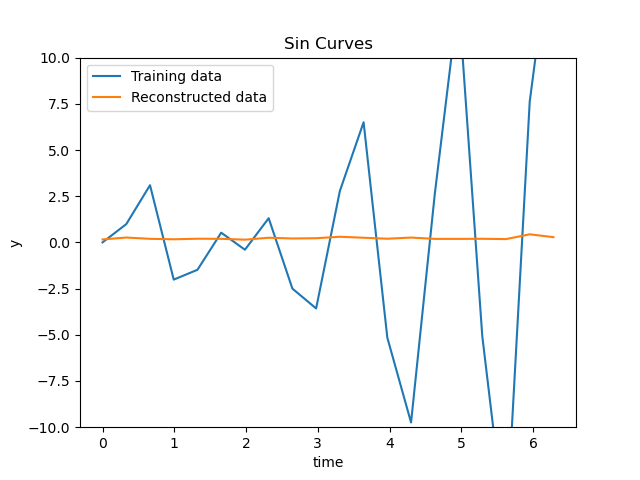 Sin Curves
Training data
Reconstructed data
10.0
7.5
5.0
2.5
0.0
−2.5
−5.0
−7.5
−10.0
y
0 1 2 3 4 5 6
time